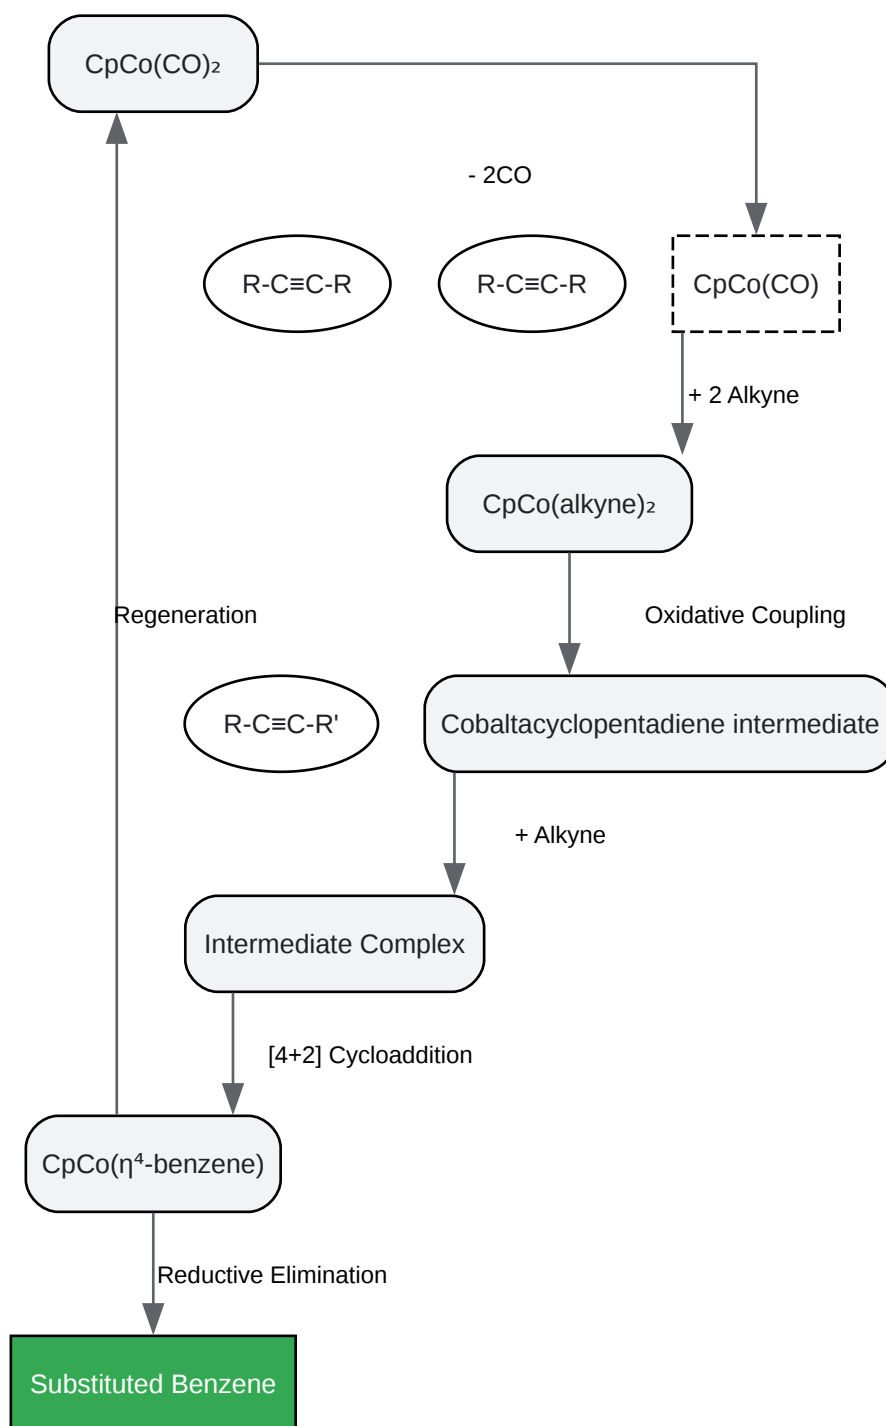 CpCo(CO)₂
- 2CO
R-C≡C-R
R-C≡C-R
CpCo(CO)
+ 2 Alkyne
CpCo(alkyne)₂
Regeneration
Oxidative Coupling
R-C≡C-R'
Cobaltacyclopentadiene intermediate
+ Alkyne
Intermediate Complex
[4+2] Cycloaddition
CpCo(η⁴-benzene)
Reductive Elimination
Substituted Benzene